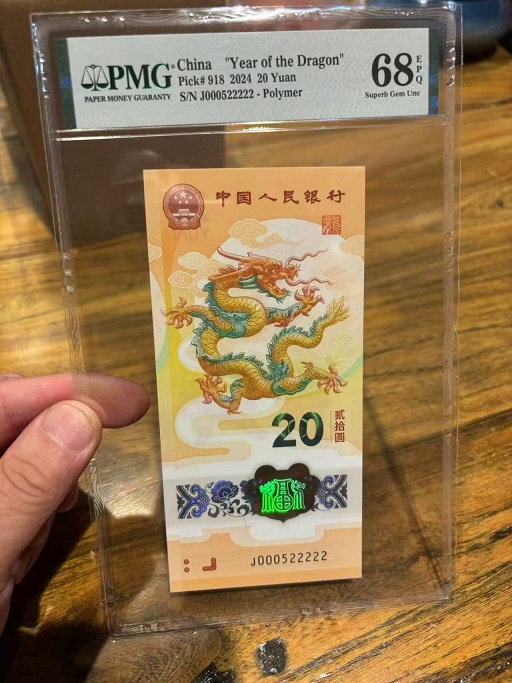 PMG
PAPER MONEY GUARANTY
China "Year of the Dragon"
Pick# 918 2024 20 Yuan
S/N J000522222 - Polymer
68 EPQ
Superb Gem Unc
中国人民银行
20
贰拾圆
J000522222